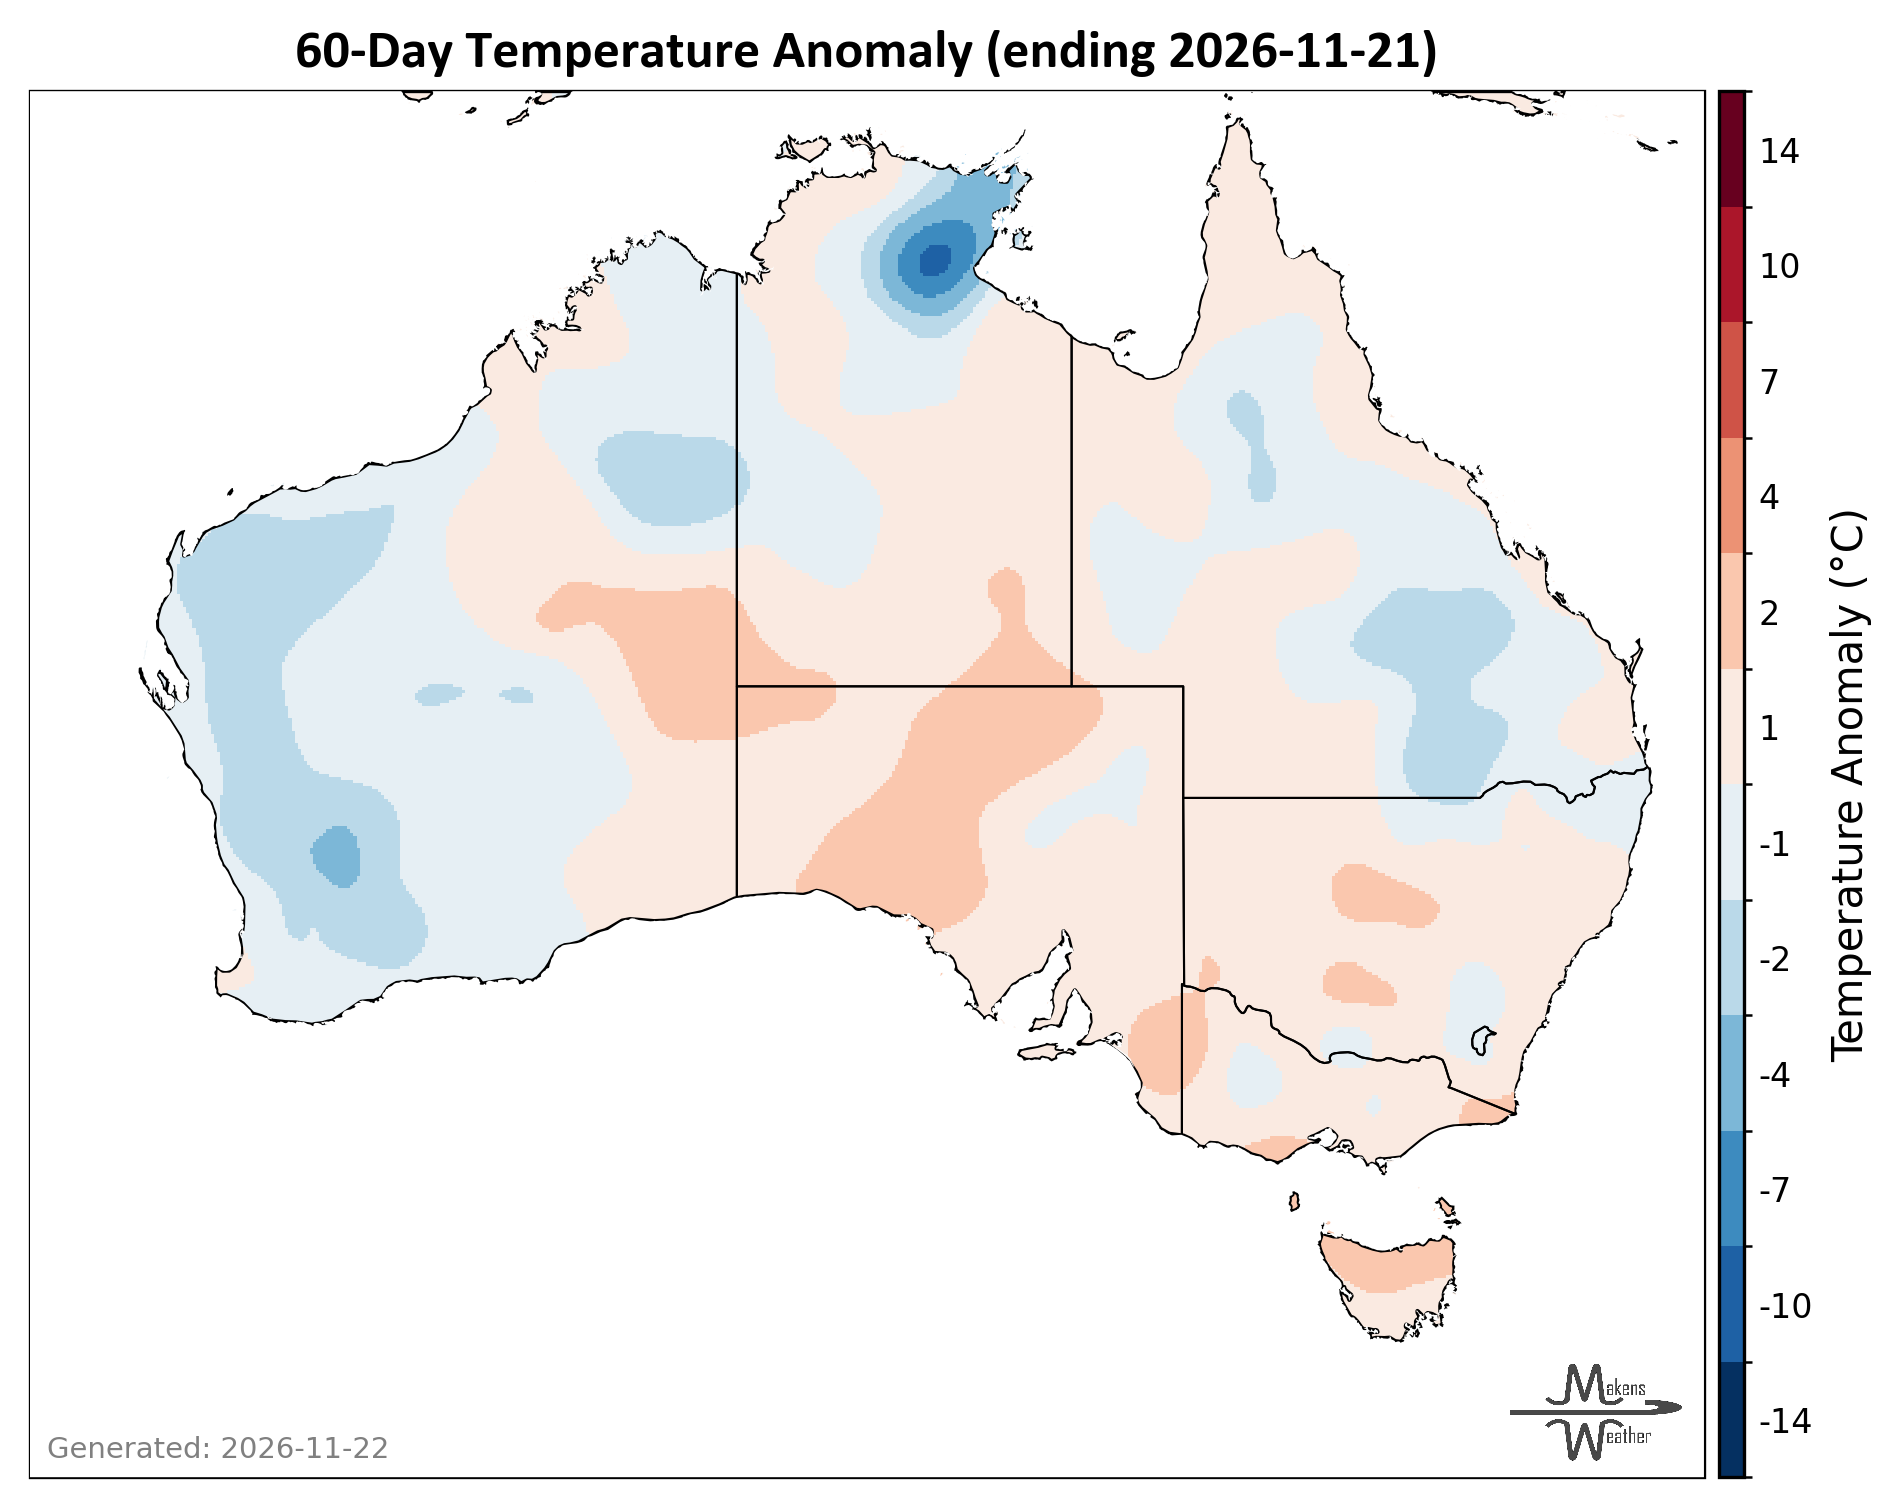 60-Day Temperature Anomaly (ending 2026-11-21)
14
10
7
4
2
1
-1
-2
-4
-7
-10
-14
Temperature Anomaly (°C)
Makens
Weather
Generated: 2026-11-22